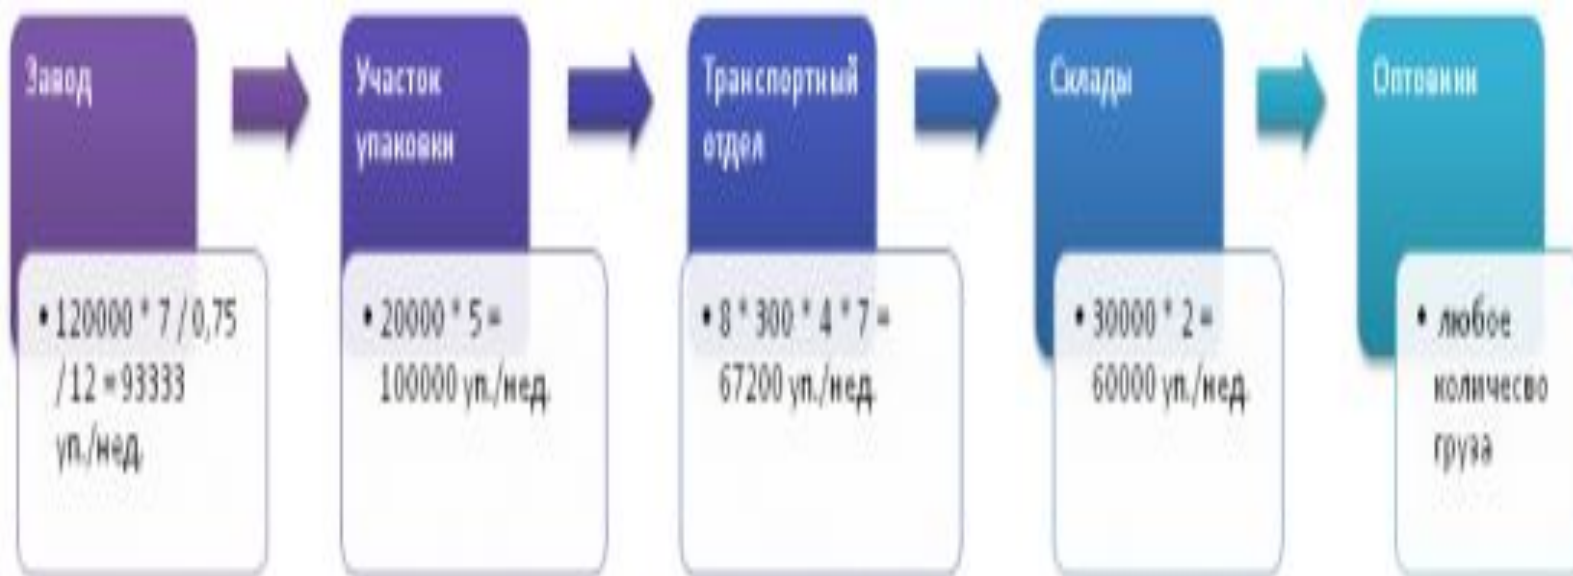 Завод
• 120000 * 7 / 0,75
/ 12 = 93333
уп./нед.
Участок
упаковки
• 20000 * 5 =
100000 уп./нед.
Транспортный
отдел
• 8 * 300 * 4 * 7 =
67200 уп./нед.
Склады
• 30000 * 2 =
60000 уп./нед.
Оптовики
• любое
количесво
груза